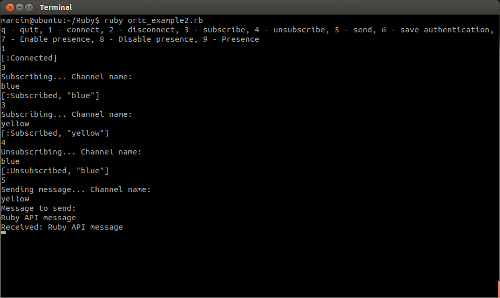 Terminal
marcin@ubuntu:~/Ruby$ ruby ortc_example2.rb
q - quit, 1 - connect, 2 - disconnect, 3 - subscribe, 4 - unsubscribe, 5 - send, 6 - save authentication,
7 - Enable presence, 8 - Disable presence, 9 - Presence
1
[:Connected]
3
Subscribing... Channel name:
blue
[:Subscribed, "blue"]
3
Subscribing... Channel name:
yellow
[:Subscribed, "yellow"]
4
Unsubscribing... Channel name:
blue
[:Unsubscribed, "blue"]
5
Sending message... Channel name:
yellow
Message to send:
Ruby API message
Received: Ruby API message